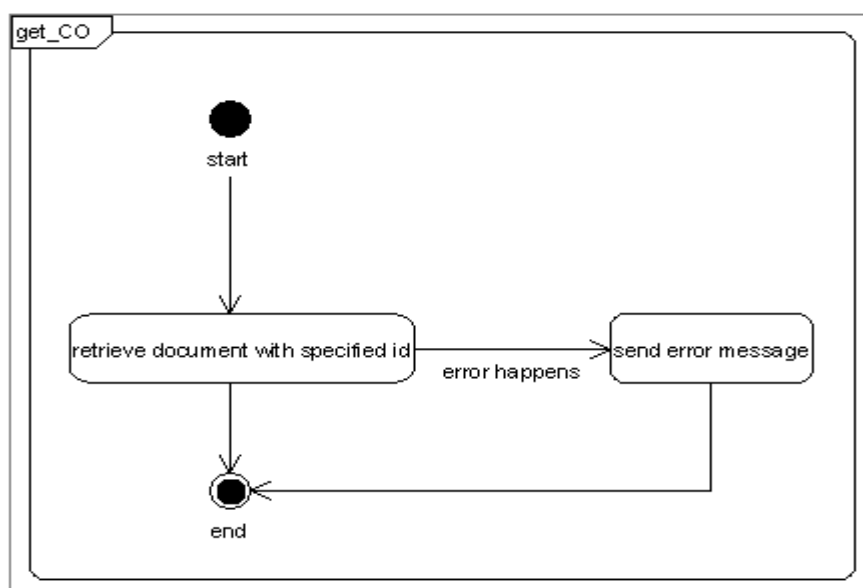 get_CO
start
retrieve document with specified id
send error message
error happens
end